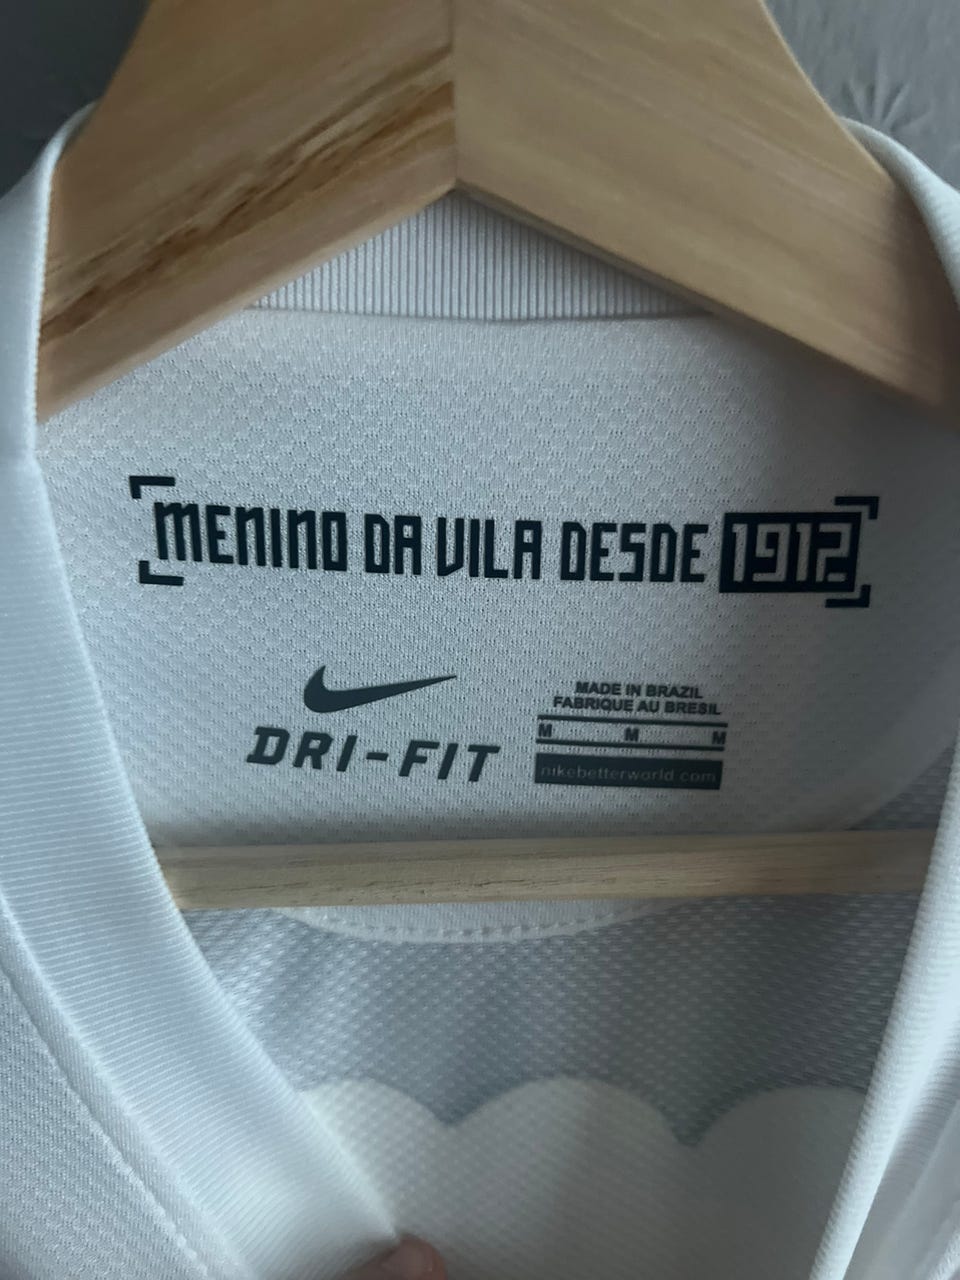 MENINO DA VILA DESDE 1912
DRI-FIT
MADE IN BRAZIL
FABRIQUE AU BRESIL
M M M
nikebetterworld.com